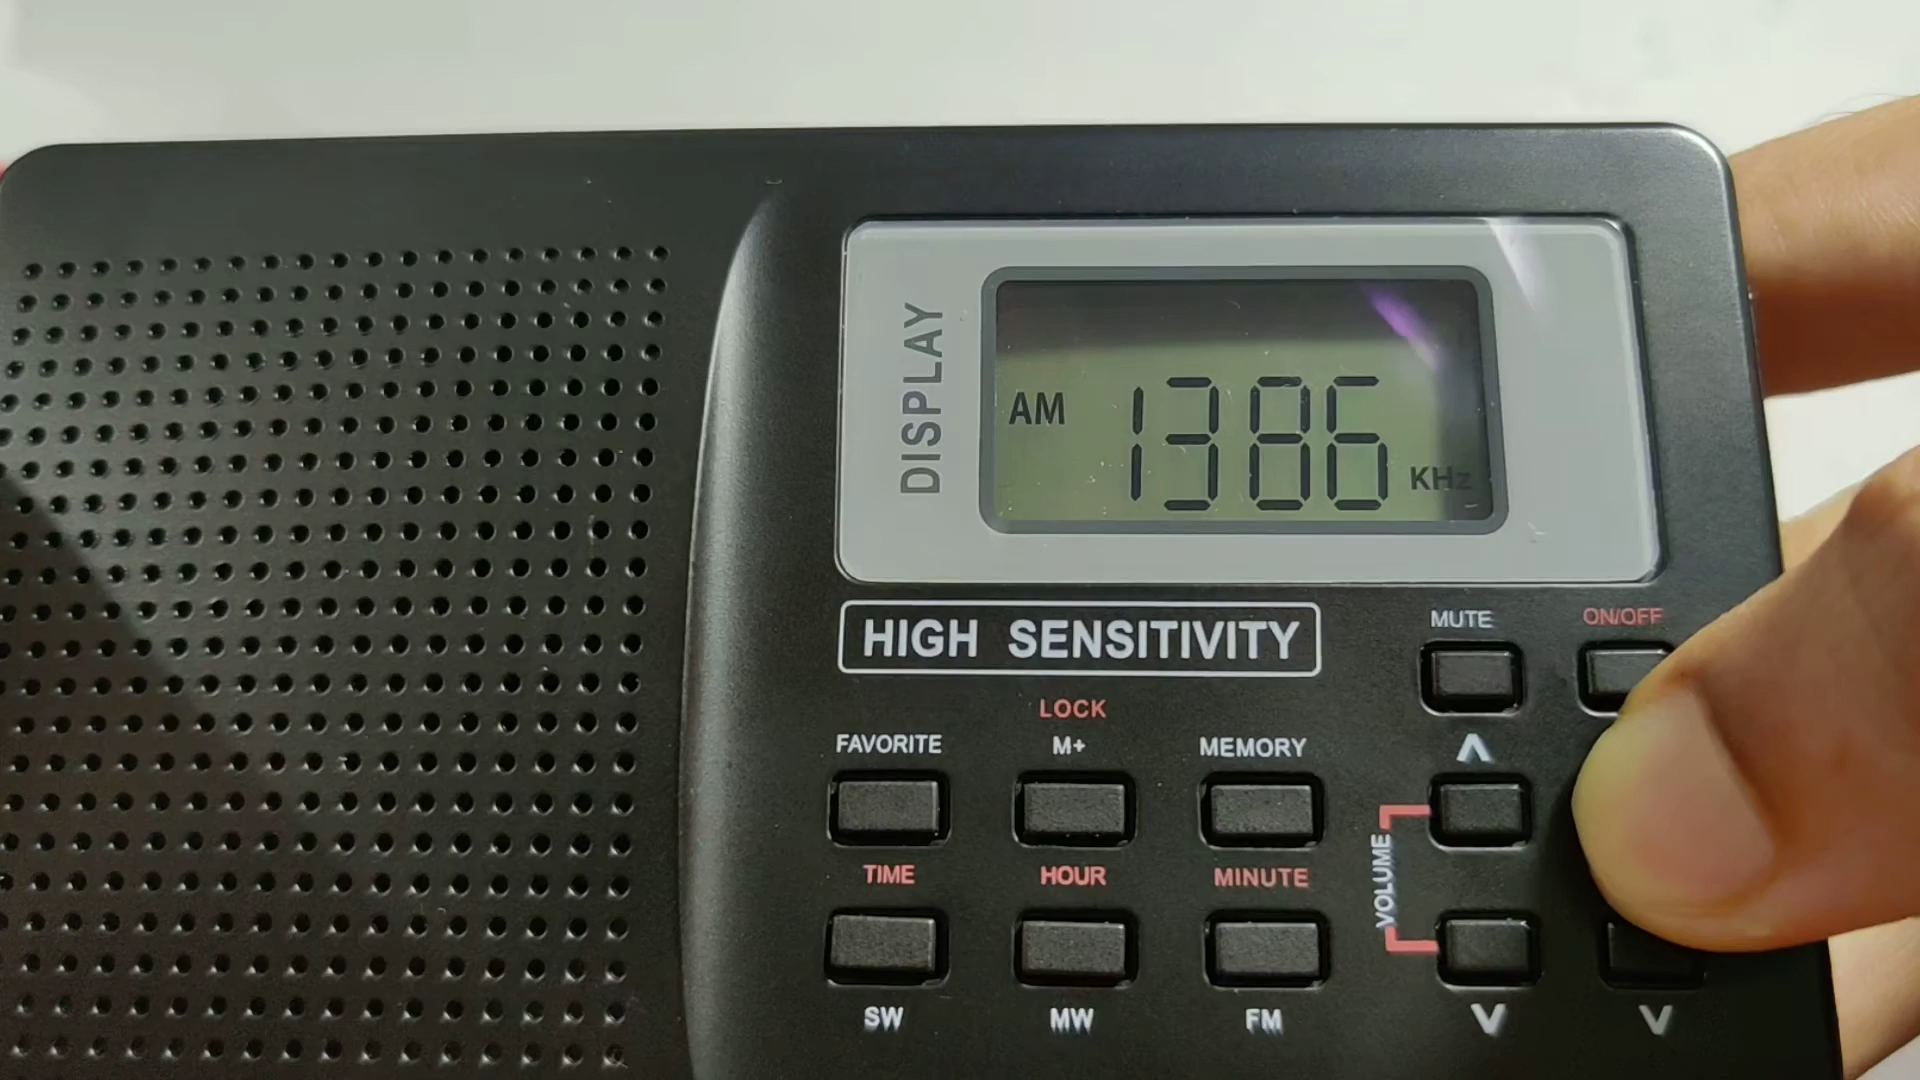 DISPLAY
AM 1386 KHz
HIGH SENSITIVITY
MUTE ON/OFF
LOCK
FAVORITE M+ MEMORY
VOLUME
TIME HOUR MINUTE
SW MW FM